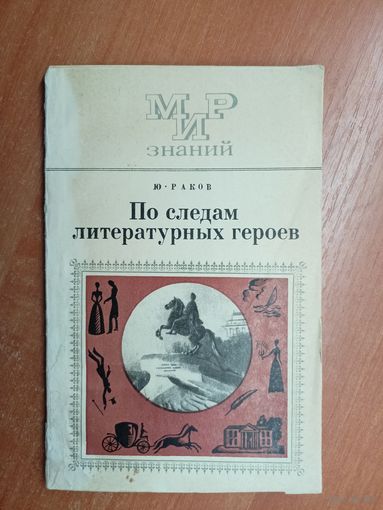 МИР
знаний
Ю. РАКОВ
По следам
литературных героев